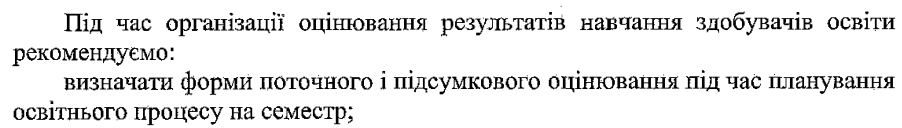 Під час організації оцінювання результатів навчання здобувачів освіти
рекомендуємо:
визначати форми поточного і підсумкового оцінювання під час планування
освітнього процесу на семестр;